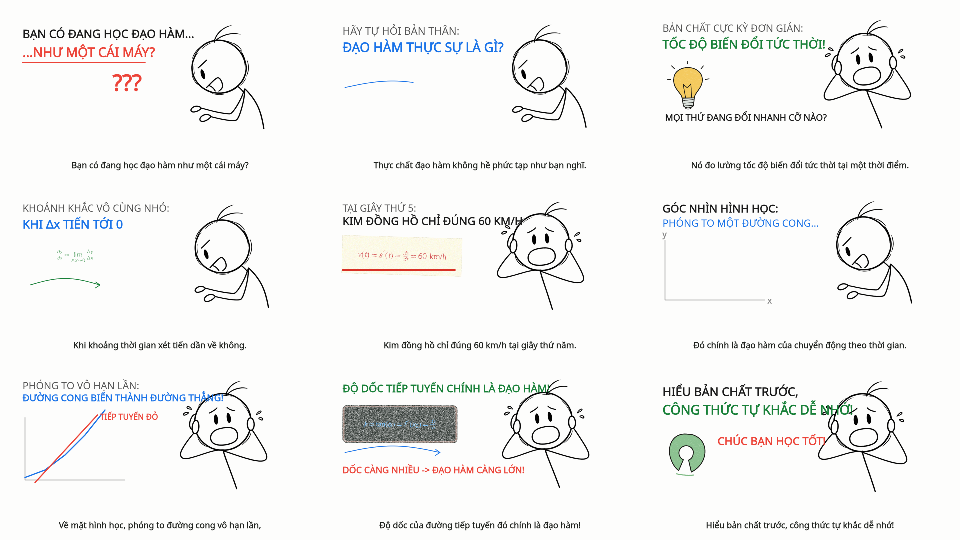 BẠN CÓ ĐANG HỌC ĐẠO HÀM...
...NHƯ MỘT CÁI MÁY?
???
Bạn có đang học đạo hàm như một cái máy?
HÃY TỰ HỎI BẢN THÂN:
ĐẠO HÀM THỰC SỰ LÀ GÌ?
Thực chất đạo hàm không hề phức tạp như bạn nghĩ.
BẢN CHẤT CỰC KỲ ĐƠN GIẢN:
TỐC ĐỘ BIẾN ĐỔI TỨC THỜI!
MỌI THỨ ĐANG ĐỔI NHANH CỠ NÀO?
Nó đo lường tốc độ biến đổi tức thời tại một thời điểm.
KHOẢNH KHẮC VÔ CÙNG NHỎ:
KHI Δx TIẾN TỚI 0
Khi khoảng thời gian xét tiến dần về không.
TẠI GIÂY THỨ 5:
KIM ĐỒNG HỒ CHỈ ĐÚNG 60 KM/H
= 60 km/h
Kim đồng hồ chỉ đúng 60 km/h tại giây thứ năm.
GÓC NHÌN HÌNH HỌC:
PHÓNG TO MỘT ĐƯỜNG CONG...
y
x
Đó chính là đạo hàm của chuyển động theo thời gian.
PHÓNG TO VÔ HẠN LẦN:
ĐƯỜNG CONG BIẾN THÀNH ĐƯỜNG THẲNG!
TIẾP TUYẾN ĐỎ
Về mặt hình học, phóng to đường cong vô hạn lần,
ĐỘ DỐC TIẾP TUYẾN CHÍNH LÀ ĐẠO HÀM!
DỐC CÀNG NHIỀU -> ĐẠO HÀM CÀNG LỚN!
Độ dốc của đường tiếp tuyến đó chính là đạo hàm!
HIỂU BẢN CHẤT TRƯỚC,
CÔNG THỨC TỰ KHẮC DỄ NHỚ!
CHÚC BẠN HỌC TỐT!
Hiểu bản chất trước, công thức tự khắc dễ nhớ!